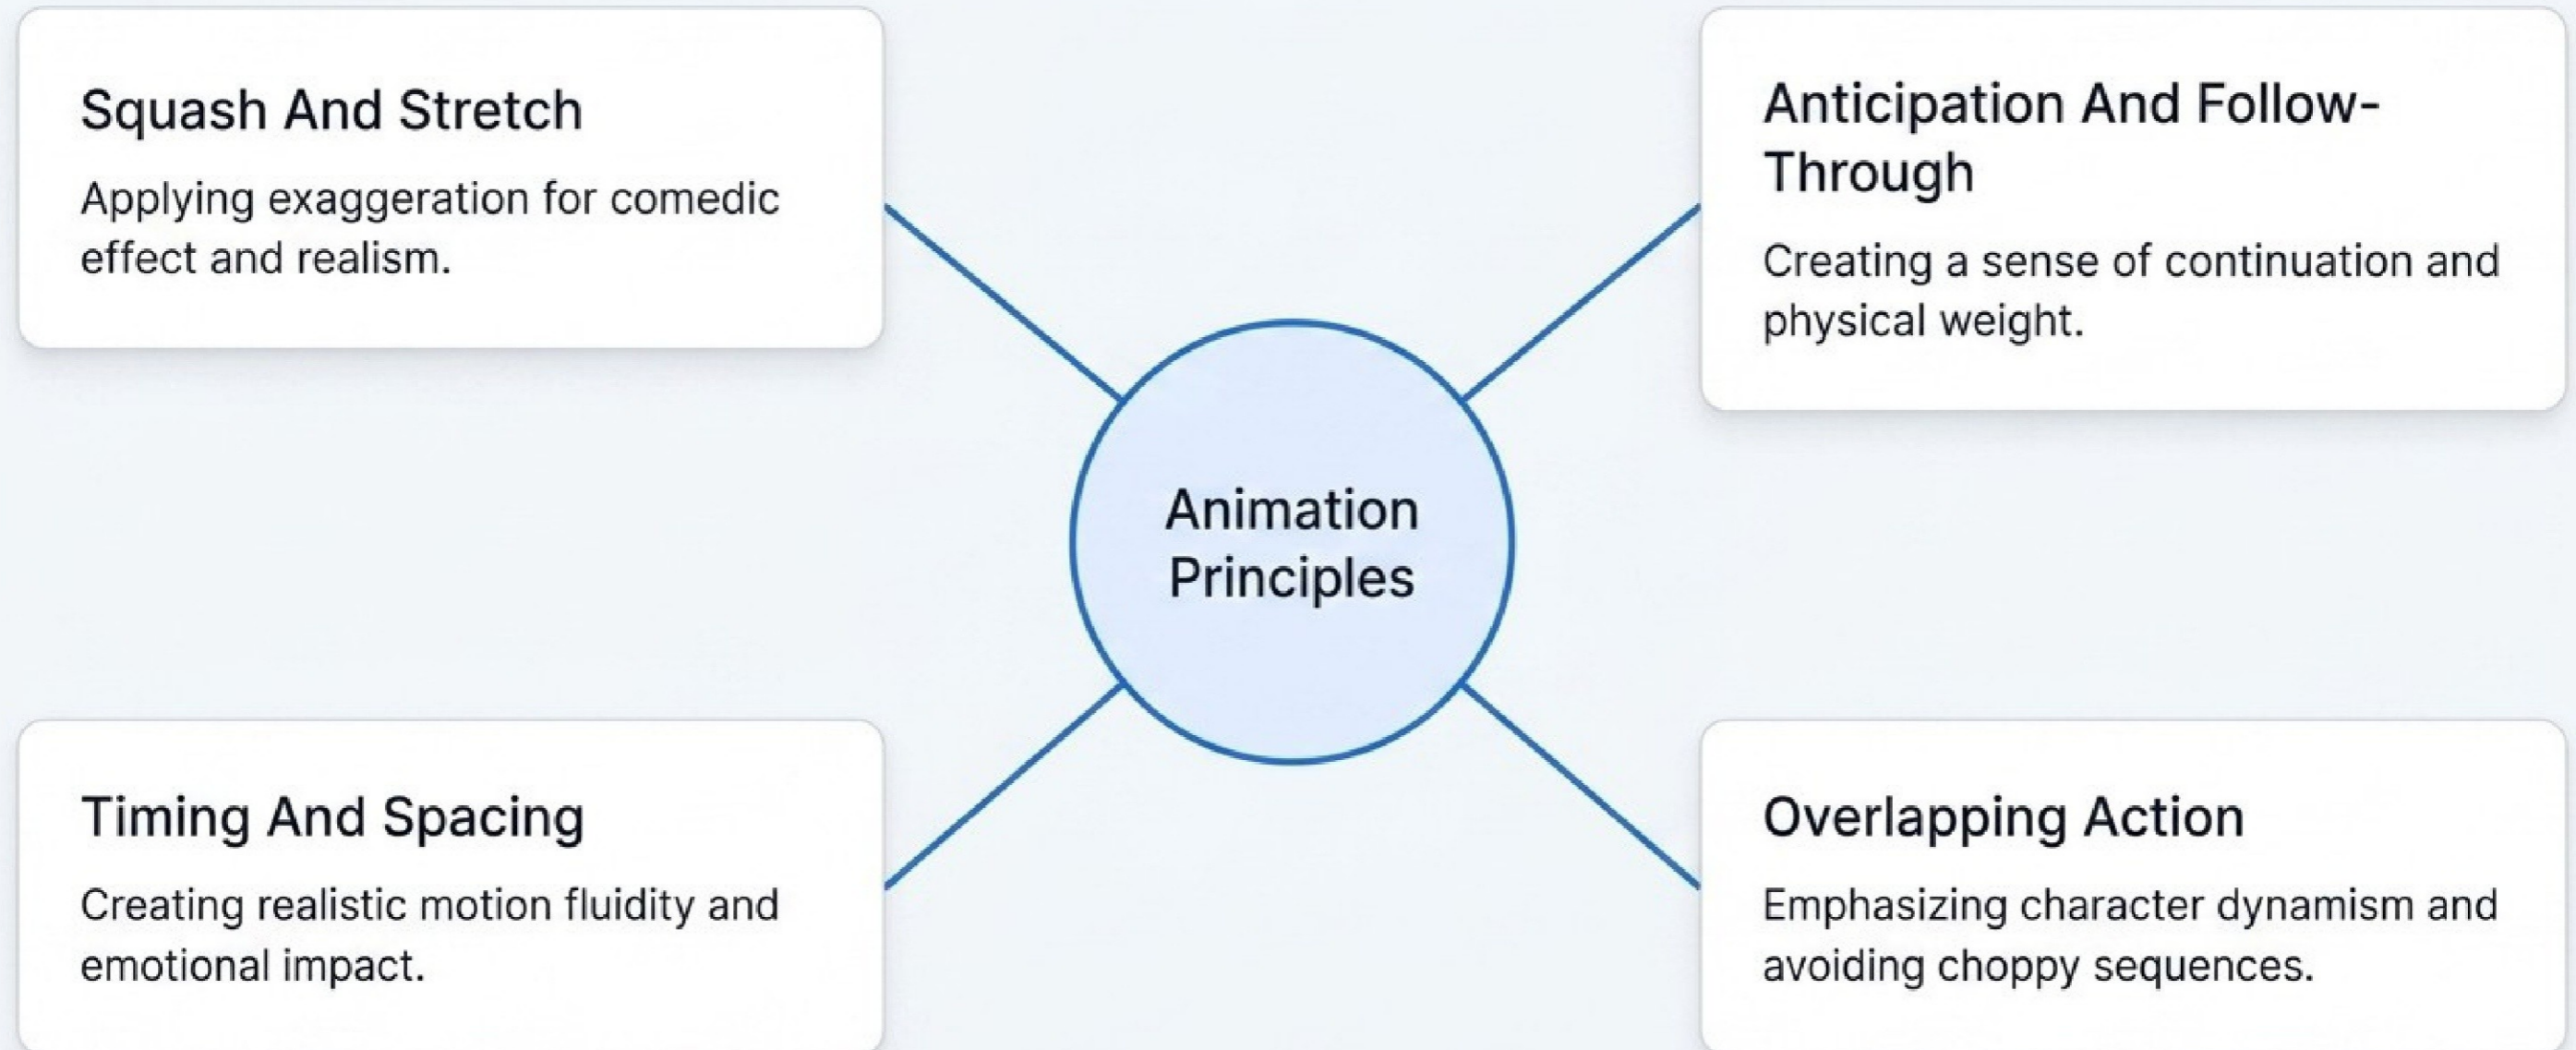 Squash And Stretch
Applying exaggeration for comedic
effect and realism.
Anticipation And Follow-
Through
Creating a sense of continuation and
physical weight.
Animation
Principles
Timing And Spacing
Creating realistic motion fluidity and
emotional impact.
Overlapping Action
Emphasizing character dynamism and
avoiding choppy sequences.